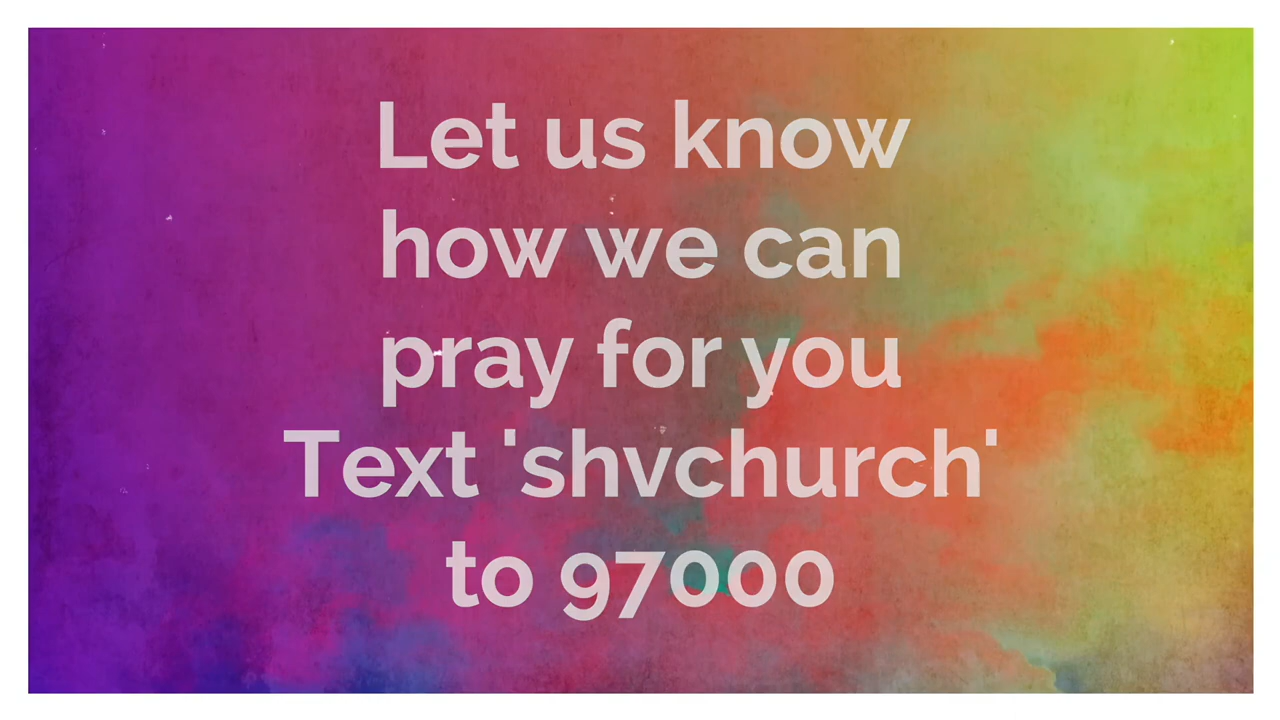 Let us know
how we can
pray for you
Text 'shvchurch'
to 97000